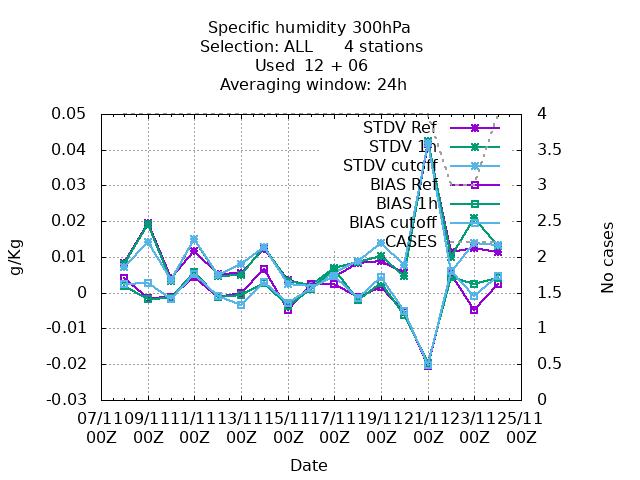 Specific humidity 300hPa
Selection: ALL      4 stations
Used  12 + 06
Averaging window: 24h
0.05
0.04
0.03
0.02
0.01
0
-0.01
-0.02
-0.03
g/Kg
4
3.5
3
2.5
2
1.5
1
0.5
0
No cases
STDV Ref
STDV 1h
STDV cutoff
BIAS Ref
BIAS 1h
BIAS cutoff
CASES
07/11 09/11 11/11 13/11 15/11 17/11 19/11 21/11 23/11 25/11
00Z 00Z 00Z 00Z 00Z 00Z 00Z 00Z 00Z 00Z
Date